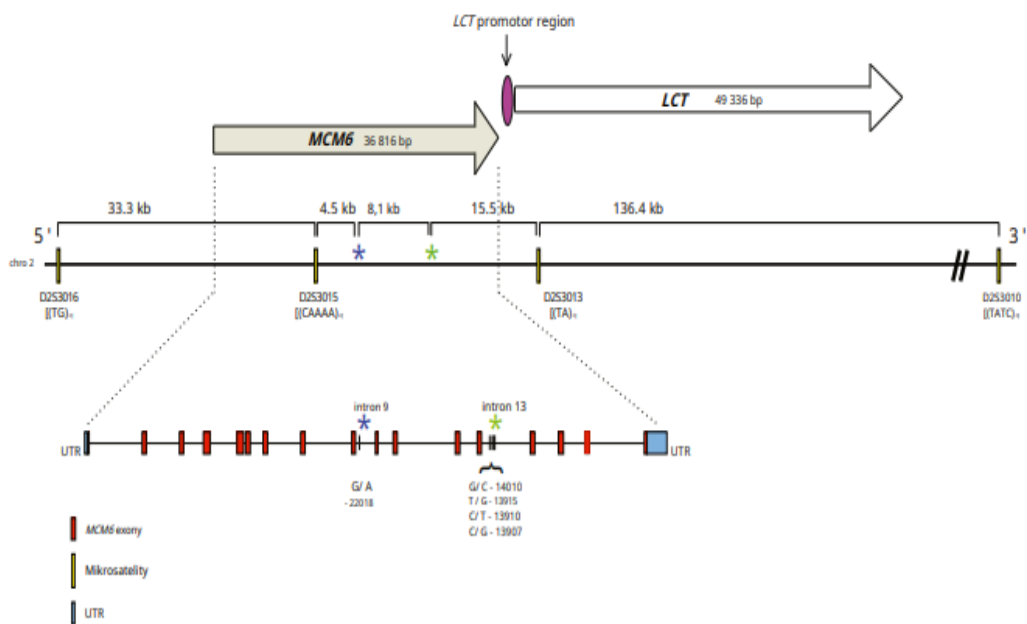 LCT promotor region
LCT 49 336 bp
MCM6 36 816 bp
33.3 kb 4.5 kb 8,1 kb 15.5 kb 136.4 kb
5' 3'
* *
chro 2
D2S3016 D2S3015 D2S3013 D2S3010
[(TG)ₙ] [(CAAAA)ₙ] [(TA)ₙ] [(TATC)ₙ]
intron 9 intron 13
* *
UTR UTR
G/ A G/ C - 14010
- 22018 T / G - 13915
C/ T - 13910
C/ G - 13907
MCM6 exony
Mikrosatelity
UTR